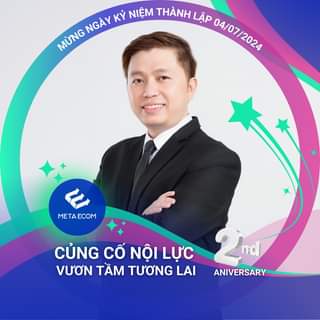 MỪNG NGÀY KỶ NIỆM THÀNH LẬP 04/07/2024
META ECOM
CỦNG CỐ NỘI LỰC
VƯƠN TẦM TƯƠNG LAI
2nd
ANIVERSARY